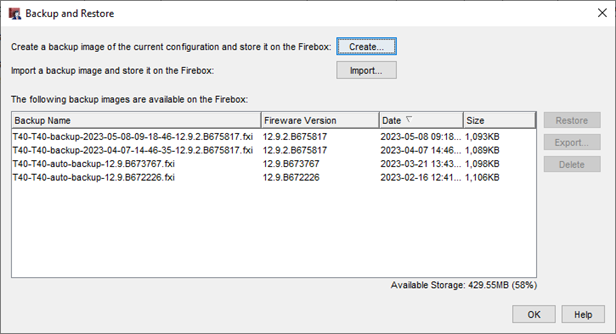 Backup and Restore
Create a backup image of the current configuration and store it on the Firebox: Create...
Import a backup image and store it on the Firebox: Import...
The following backup images are available on the Firebox:
Backup Name Fireware Version Date Size
T40-T40-backup-2023-05-08-09-18-46-12.9.2.B675817.fxi 12.9.2.B675817 2023-05-08 09:18... 1,093KB
T40-T40-backup-2023-04-07-14-46-35-12.9.2.B675817.fxi 12.9.2.B675817 2023-04-07 14:46... 1,089KB
T40-T40-auto-backup-12.9.B673767.fxi 12.9.B673767 2023-03-21 13:43... 1,098KB
T40-T40-auto-backup-12.9.B672226.fxi 12.9.B672226 2023-02-16 12:41... 1,106KB
Restore
Export...
Delete
Available Storage: 429.55MB (58%)
OK Help